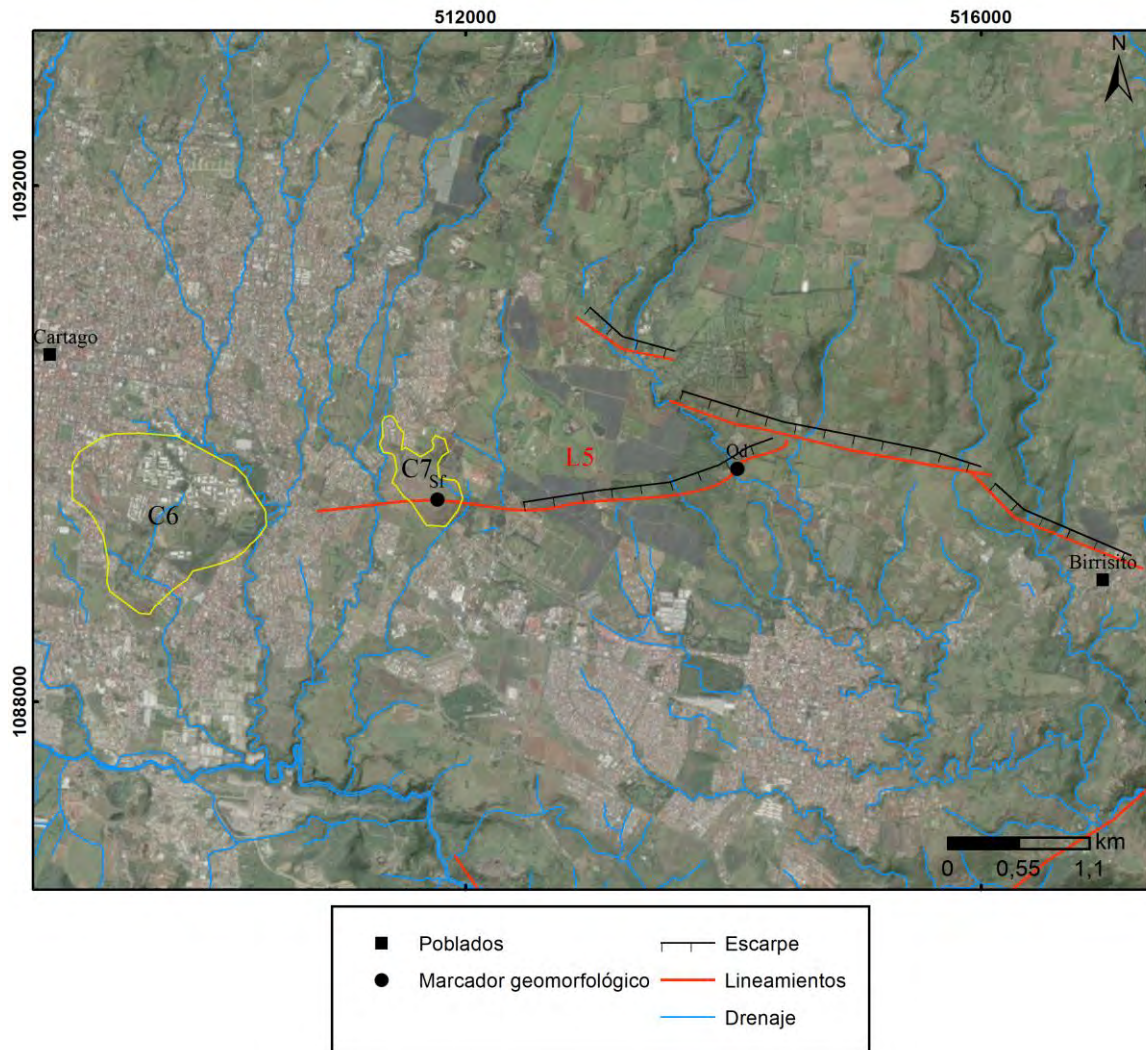 512000
516000
N
1092000
Cartago
C7
Sf
L5
Qd
C6
Birrisito
1088000
km
0
0,55
1,1
Poblados
Escarpe
Marcador geomorfológico
Lineamientos
Drenaje